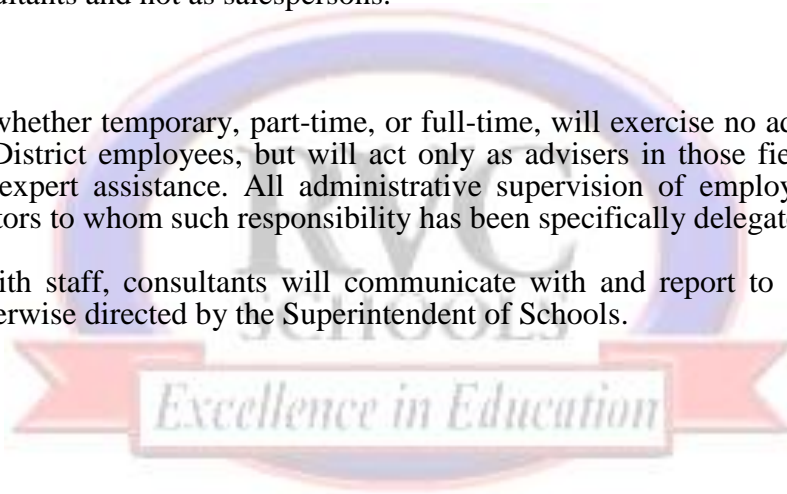 ultants and not as salespersons.
whether temporary, part-time, or full-time, will exercise no ad
District employees, but will act only as advisers in those fie
expert assistance. All administrative supervision of employ
tors to whom such responsibility has been specifically delegat
ith staff, consultants will communicate with and report to
erwise directed by the Superintendent of Schools.
RVC
SCHOOLS
Excellence in Education